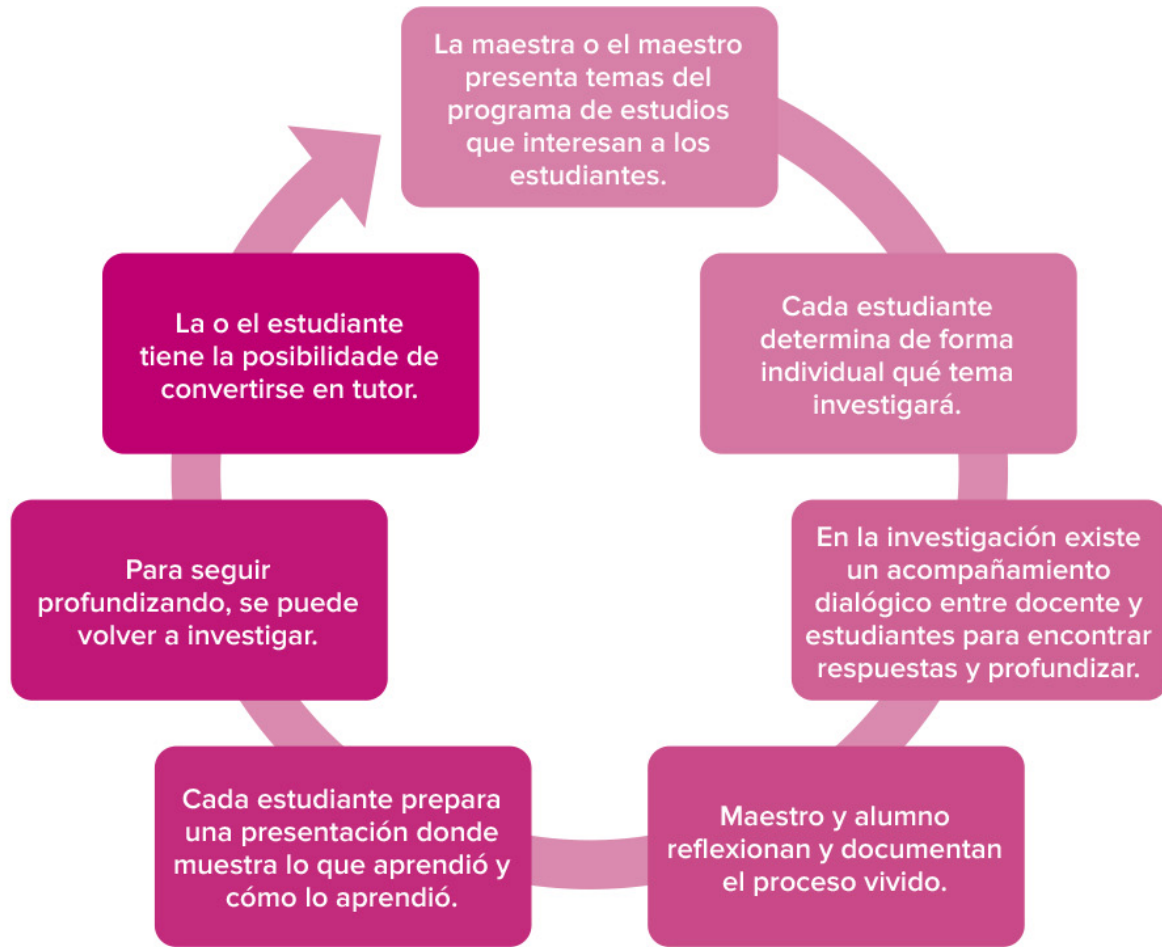 La maestra o el maestro
presenta temas del
programa de estudios
que interesan a los
estudiantes.
Cada estudiante
determina de forma
individual qué tema
investigará.
En la investigación existe
un acompañamiento
dialógico entre docente y
estudiantes para encontrar
respuestas y profundizar.
Maestro y alumno
reflexionan y documentan
el proceso vivido.
Cada estudiante prepara
una presentación donde
muestra lo que aprendió y
cómo lo aprendió.
Para seguir
profundizando, se puede
volver a investigar.
La o el estudiante
tiene la posibilidade de
convertirse en tutor.